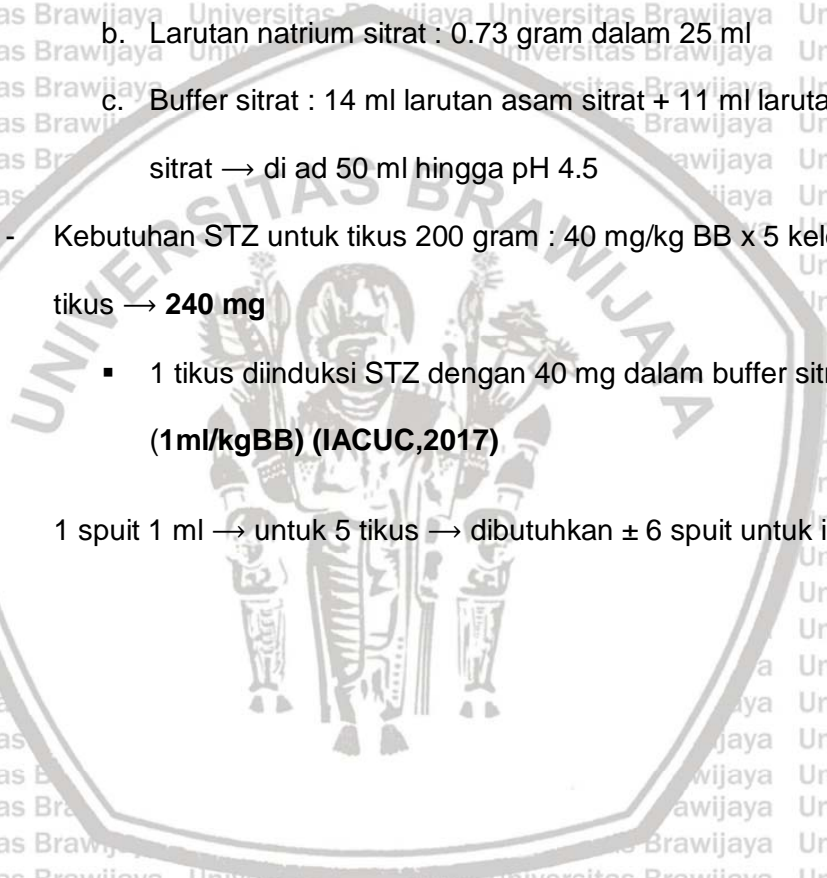 b. Larutan natrium sitrat : 0.73 gram dalam 25 ml
c. Buffer sitrat : 14 ml larutan asam sitrat + 11 ml
sitrat → di ad 50 ml hingga pH 4.5
- Kebutuhan STZ untuk tikus 200 gram : 40 mg/kg BB x 5
tikus → 240 mg
▪ 1 tikus diinduksi STZ dengan 40 mg dalam buffer
(1ml/kgBB) (IACUC,2017)
1 spuit 1 ml → untuk 5 tikus → dibutuhkan ± 6 spuit untuk
UNIVERSITAS BRAWIJAYA